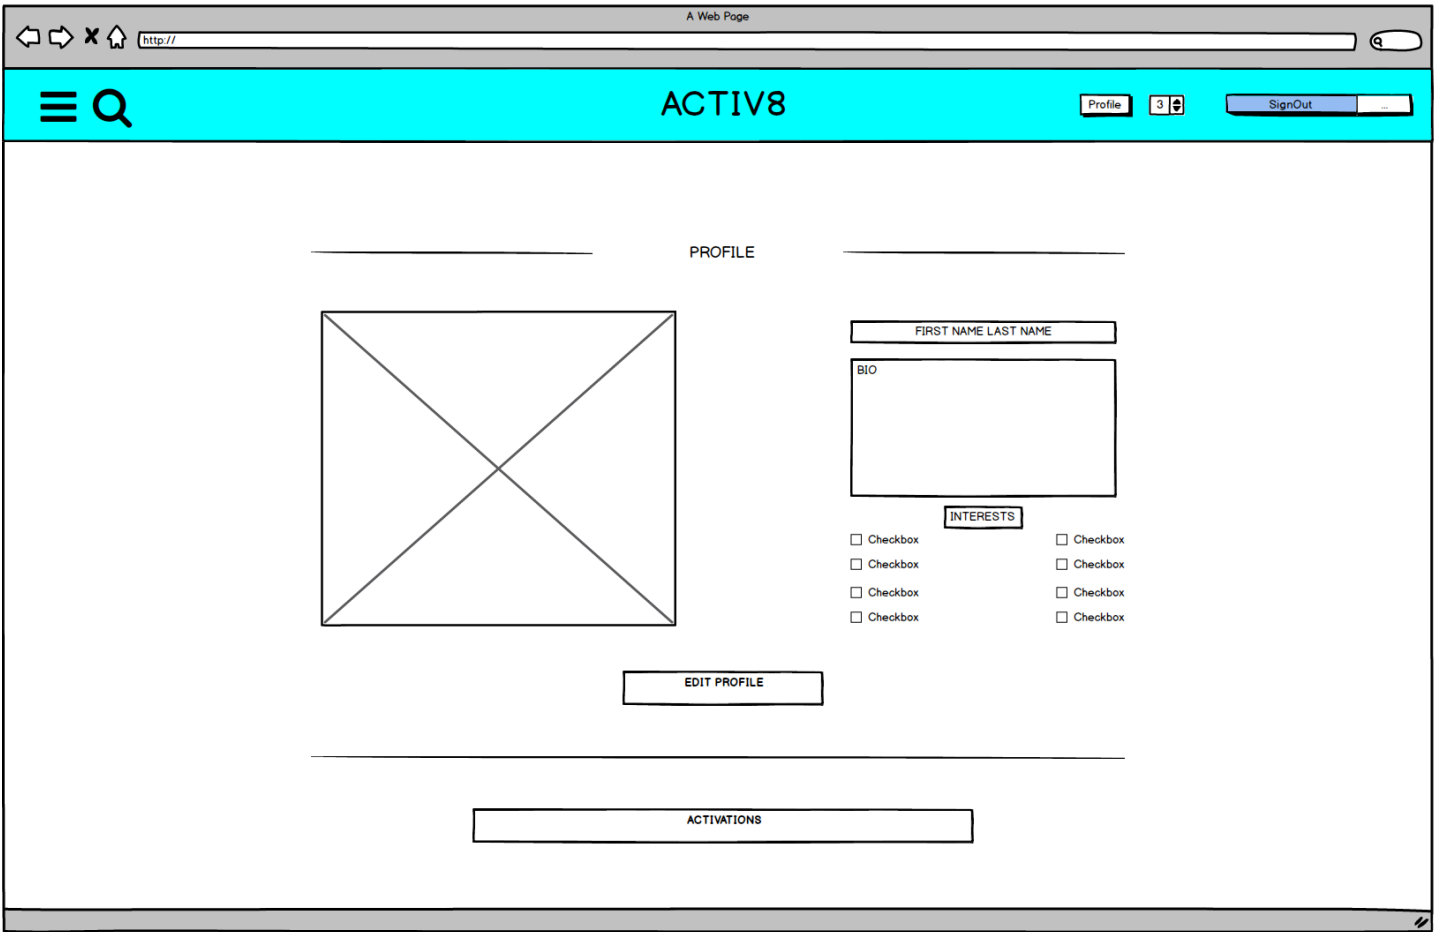 A Web Page
http://
ACTIV8
Profile
3
SignOut
...
PROFILE
FIRST NAME LAST NAME
BIO
INTERESTS
Checkbox Checkbox
Checkbox Checkbox
Checkbox Checkbox
Checkbox Checkbox
EDIT PROFILE
ACTIVATIONS